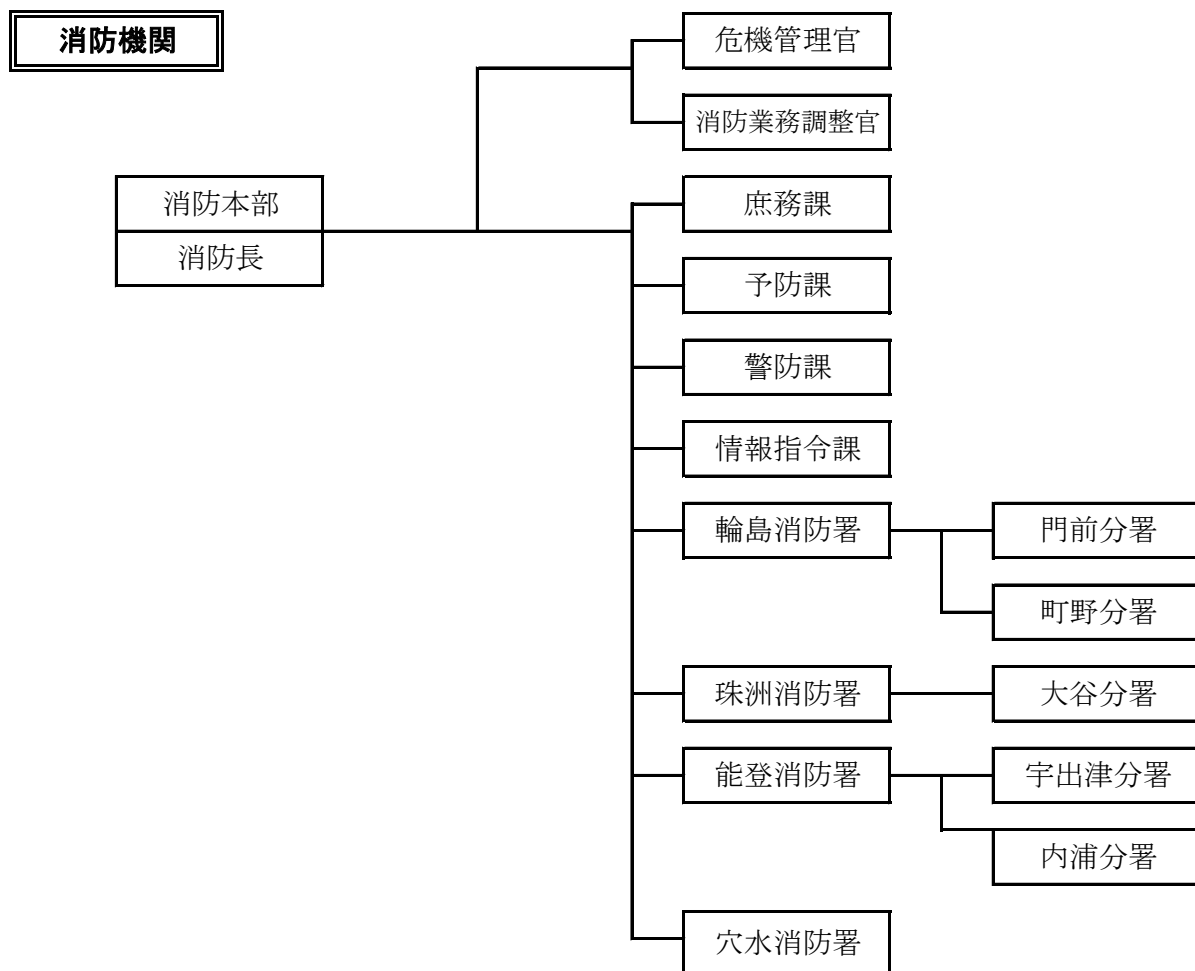 消防機関
危機管理官
消防業務調整官
消防本部
消防長
庶務課
予防課
警防課
情報指令課
輪島消防署
門前分署
町野分署
珠洲消防署
大谷分署
能登消防署
宇出津分署
内浦分署
穴水消防署